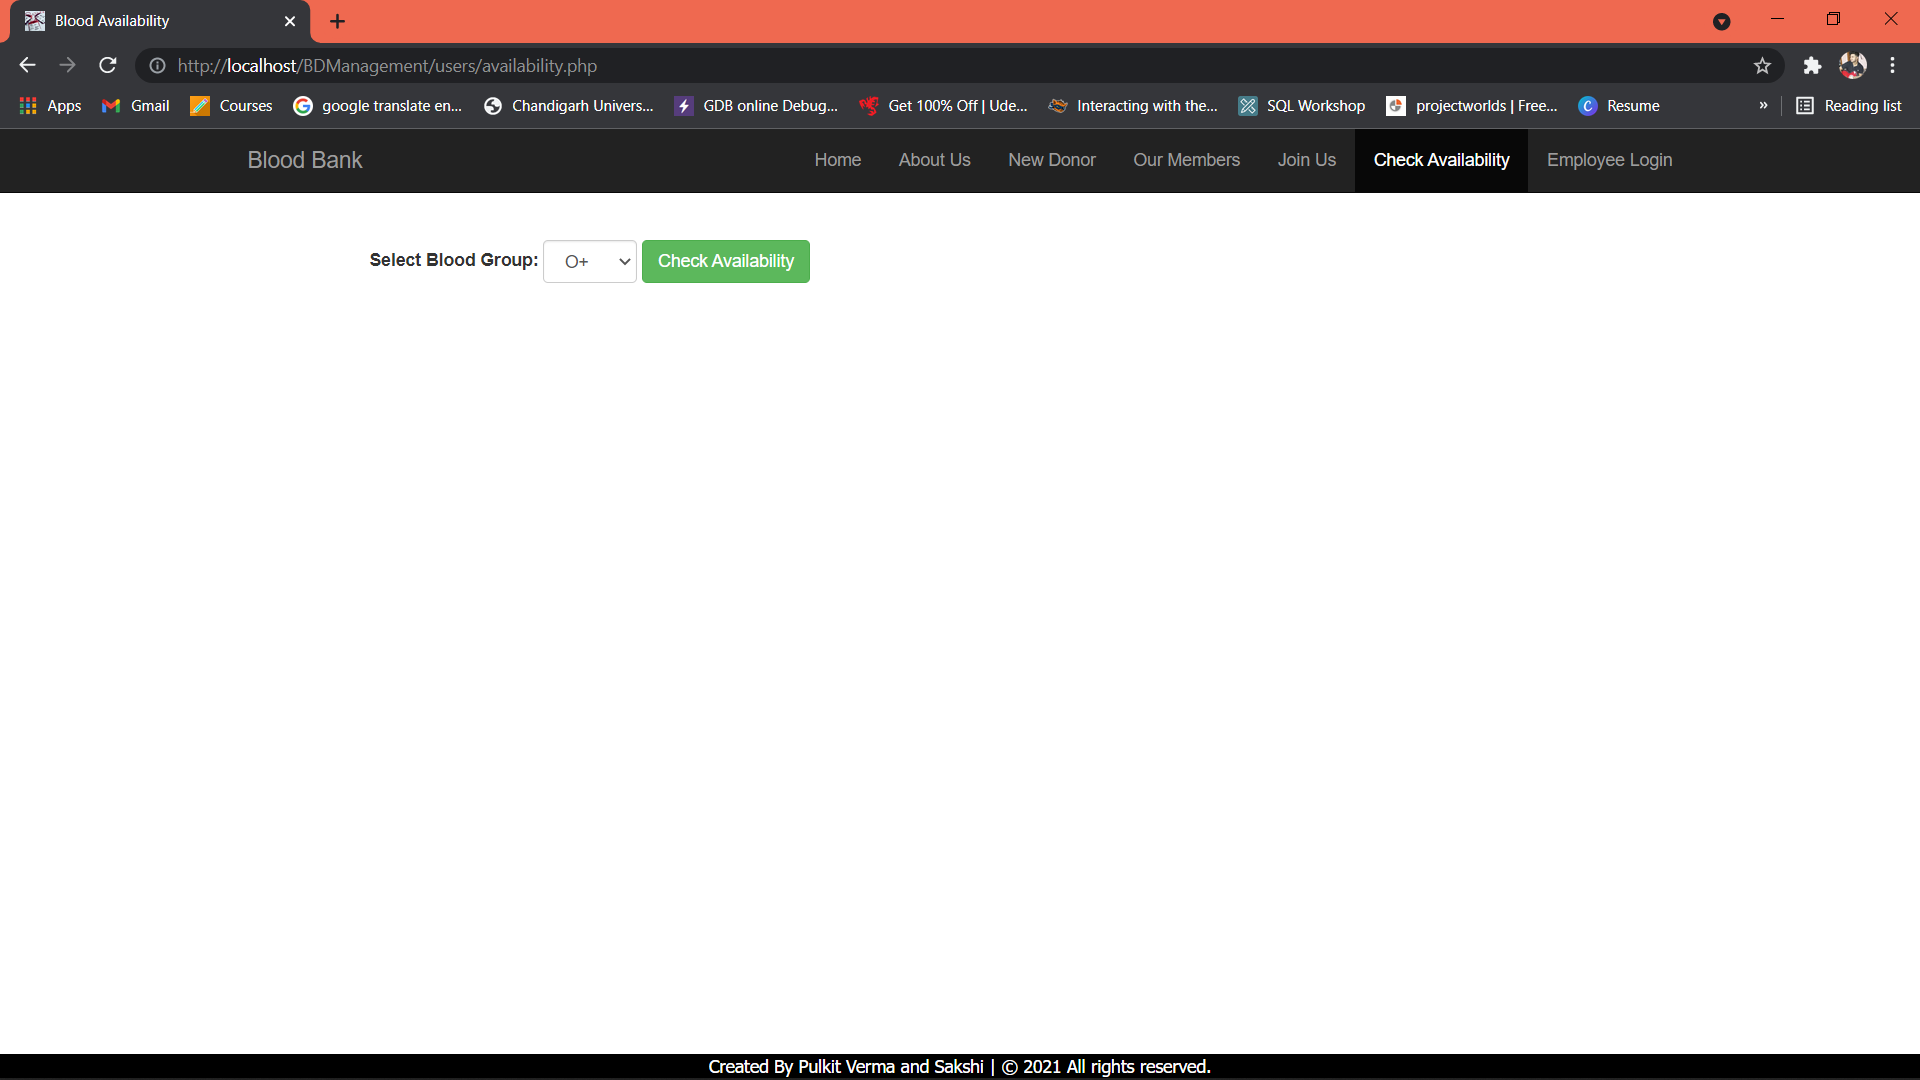 Blood Availability
http://localhost/BDManagement/users/availability.php
Apps Gmail Courses google translate en... Chandigarh Univers... GDB online Debug... Get 100% Off | Ude... Interacting with the... SQL Workshop projectworlds | Free... Resume » Reading list
Blood Bank Home About Us New Donor Our Members Join Us Check Availability Employee Login
Select Blood Group: O+ Check Availability
Created By Pulkit Verma and Sakshi | © 2021 All rights reserved.